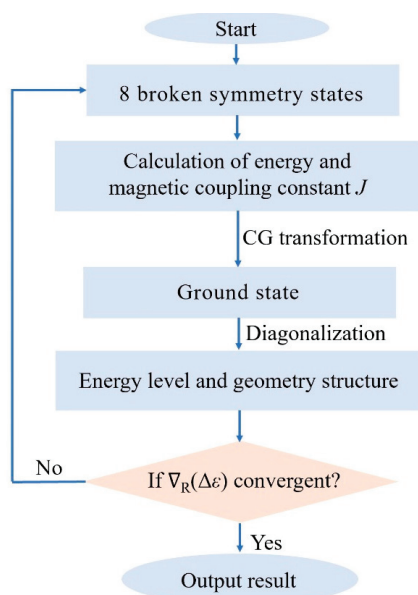 Start
8 broken symmetry states
Calculation of energy and
magnetic coupling constant J
CG transformation
Ground state
Diagonalization
Energy level and geometry structure
If ∇R(Δε) convergent?
No
Yes
Output result